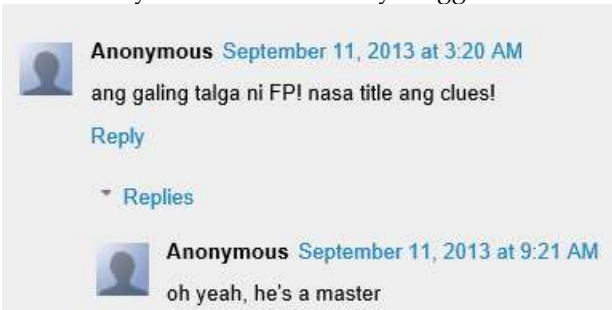 Anonymous September 11, 2013 at 3:20 AM
ang galing talga ni FP! nasa title ang clues!
Reply
Replies
Anonymous September 11, 2013 at 9:21 AM
oh yeah, he's a master